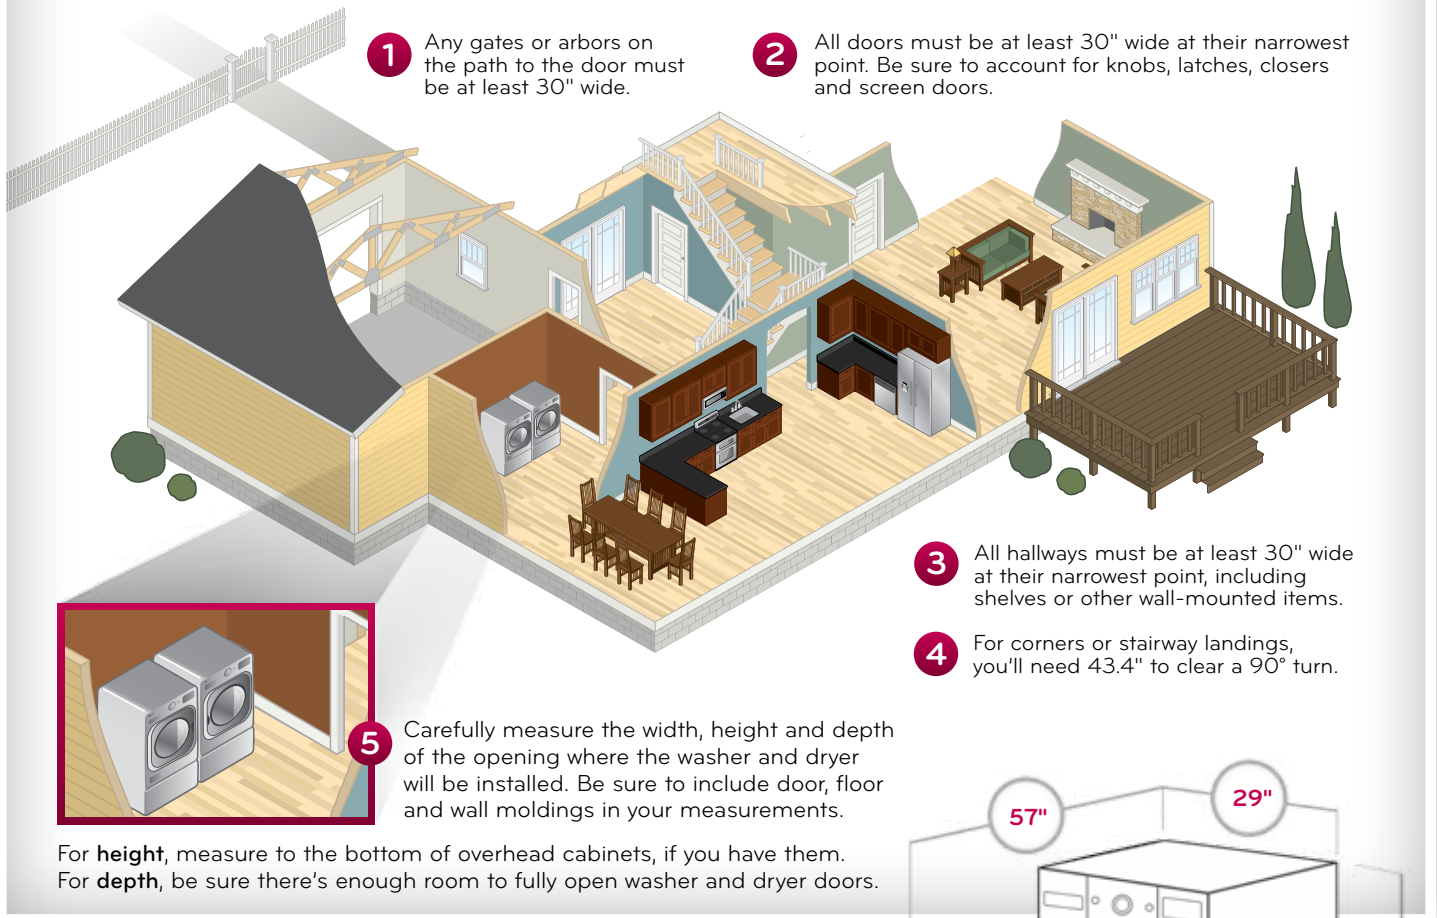 1
Any gates or arbors on
the path to the door must
be at least 30" wide.
2
All doors must be at least 30" wide at their narrowest
point. Be sure to account for knobs, latches, closers
and screen doors.
3
All hallways must be at least 30" wide
at their narrowest point, including
shelves or other wall-mounted items.
4
For corners or stairway landings,
you'll need 43.4" to clear a 90° turn.
5
Carefully measure the width, height and depth
of the opening where the washer and dryer
will be installed. Be sure to include door, floor
and wall moldings in your measurements.
For height, measure to the bottom of overhead cabinets, if you have them.
For depth, be sure there's enough room to fully open washer and dryer doors.
57"
29"